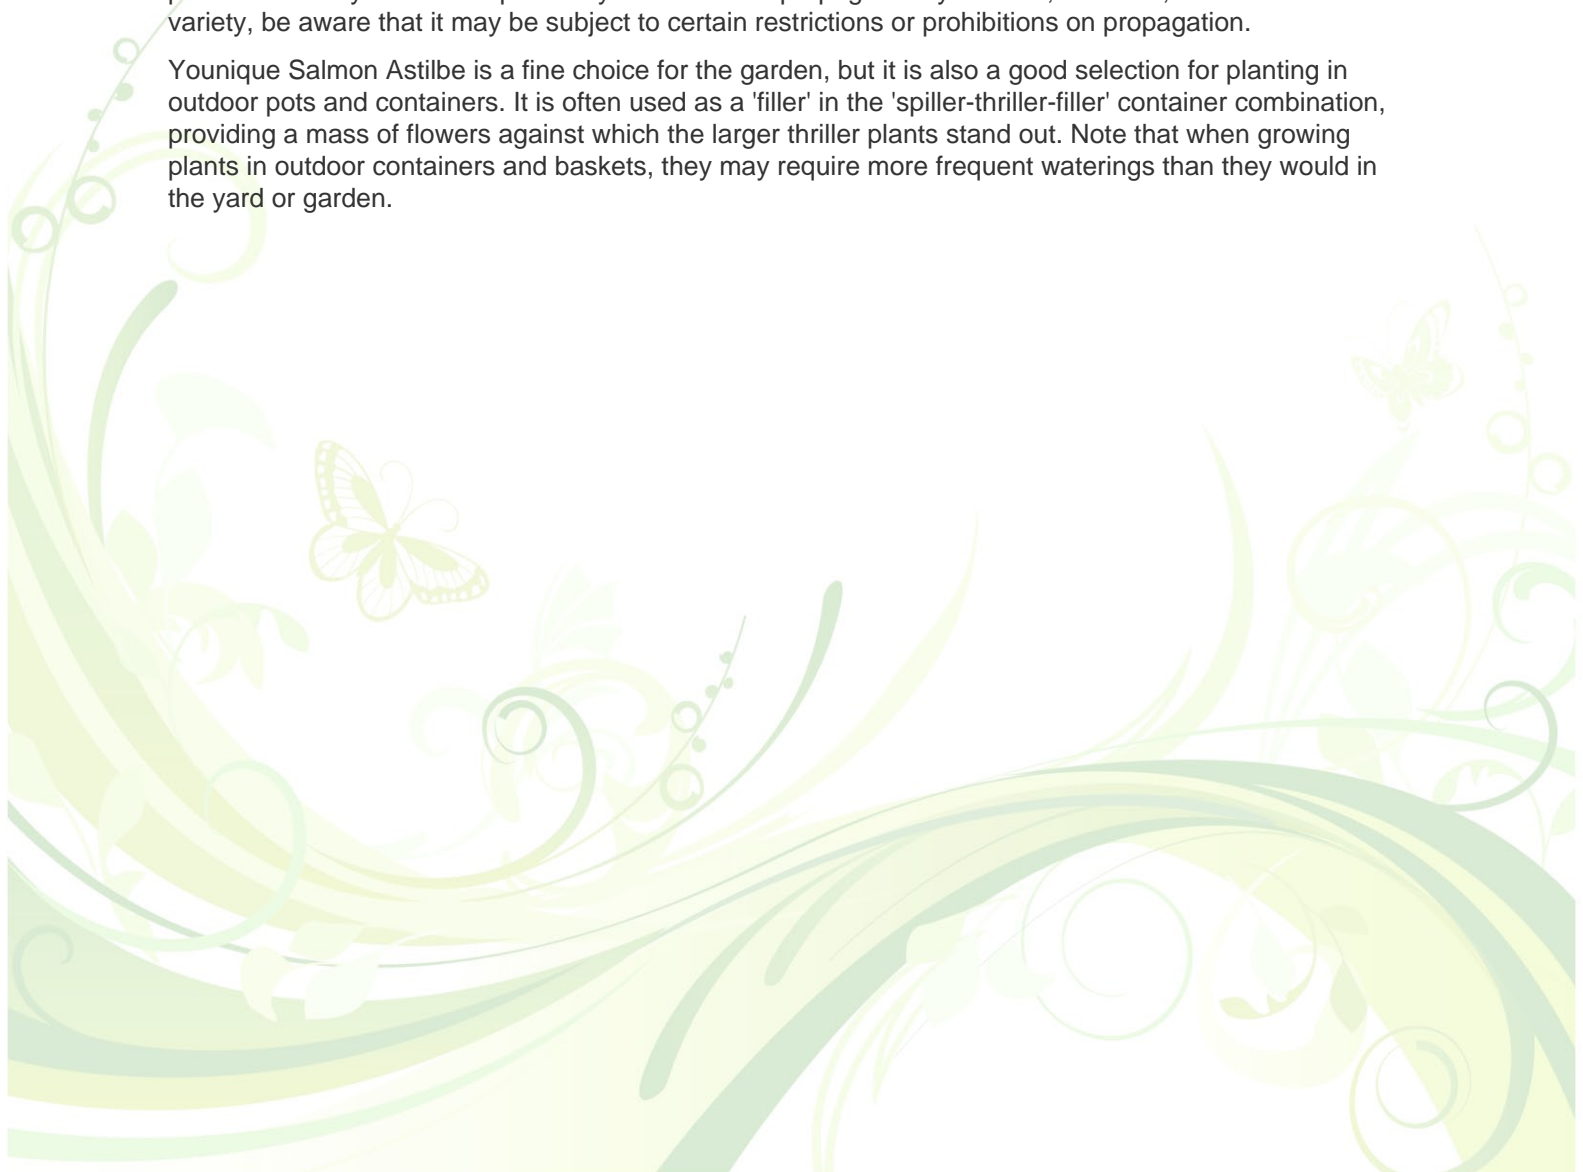 variety, be aware that it may be subject to certain restrictions or prohibitions on propagation.
Younique Salmon Astilbe is a fine choice for the garden, but it is also a good selection for planting in
outdoor pots and containers. It is often used as a 'filler' in the 'spiller-thriller-filler' container combination,
providing a mass of flowers against which the larger thriller plants stand out. Note that when growing
plants in outdoor containers and baskets, they may require more frequent waterings than they would in
the yard or garden.